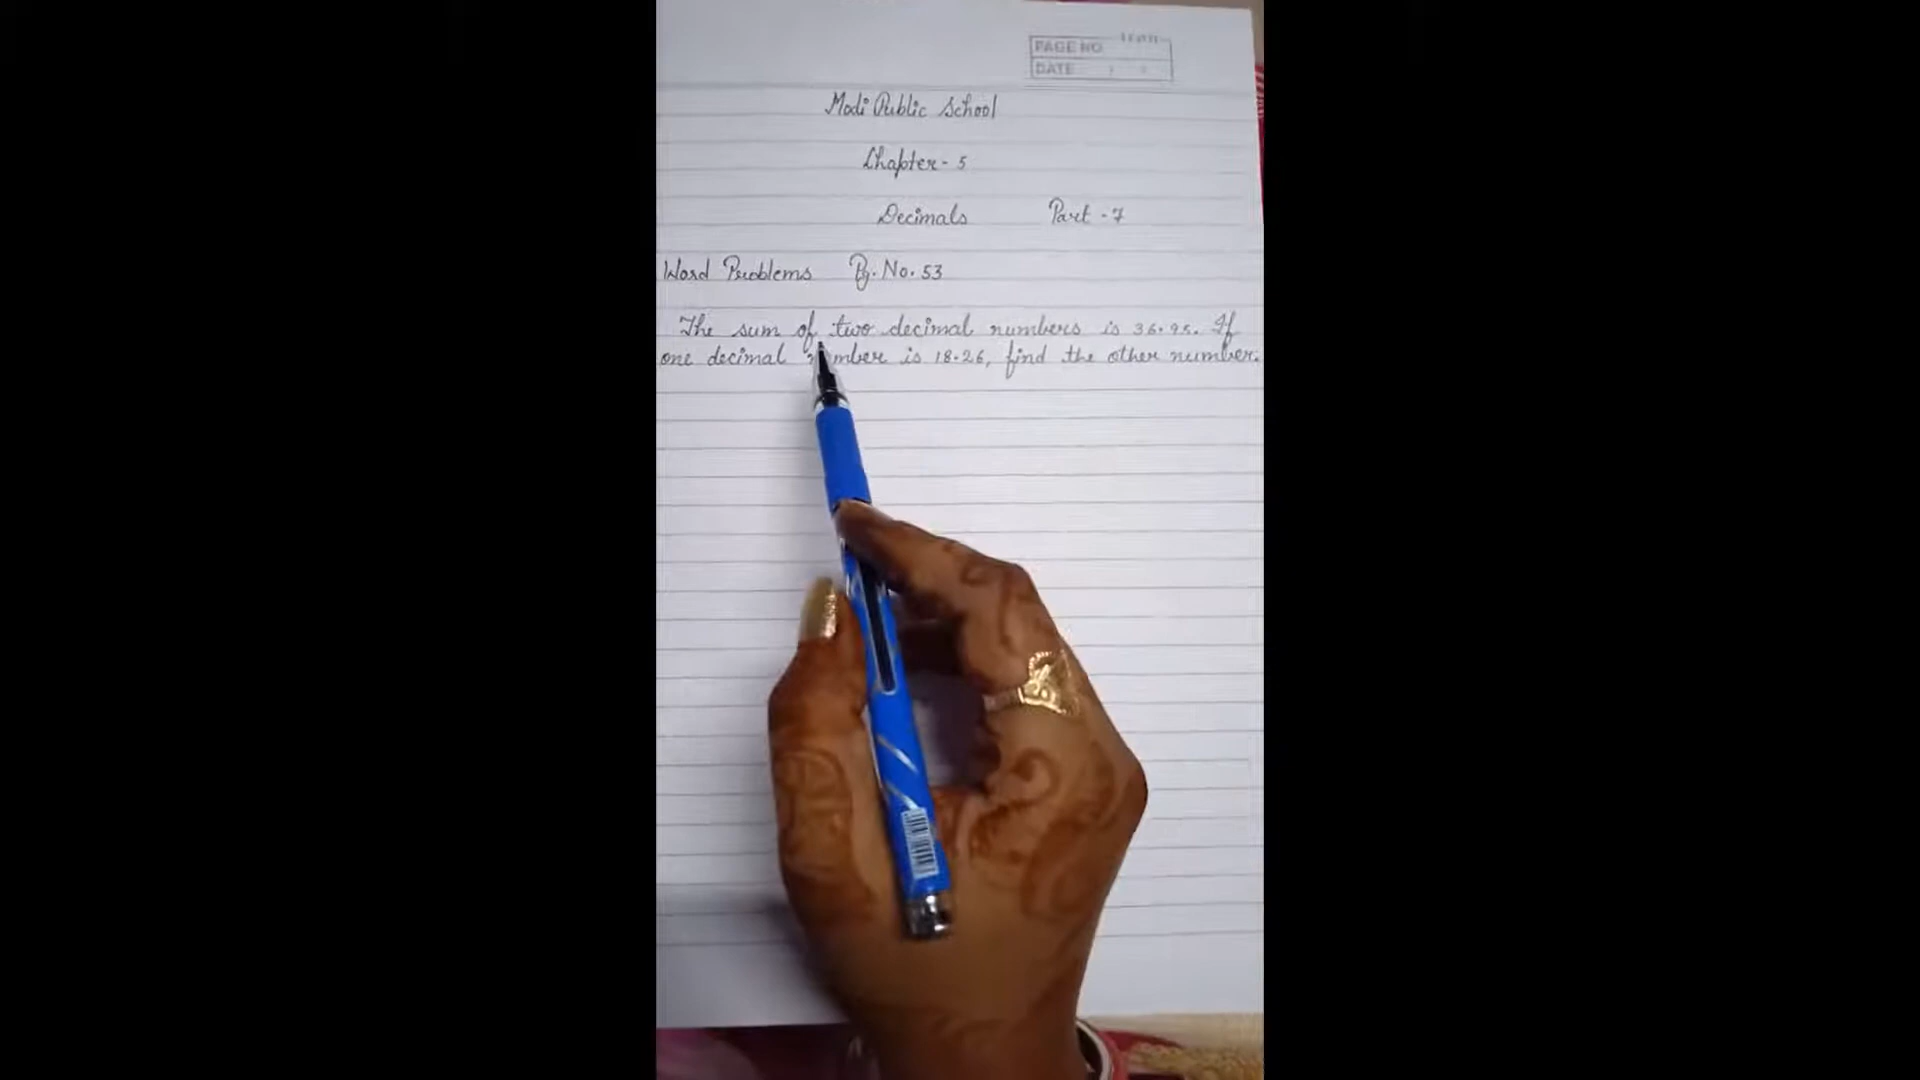 PAGE NO
DATE
Modi Public School
Chapter - 5
Decimals Part - 7
Word Problems Pg. No. 53
The sum of two decimal numbers is 36.95. If
one decimal number is 18.26, find the other number.